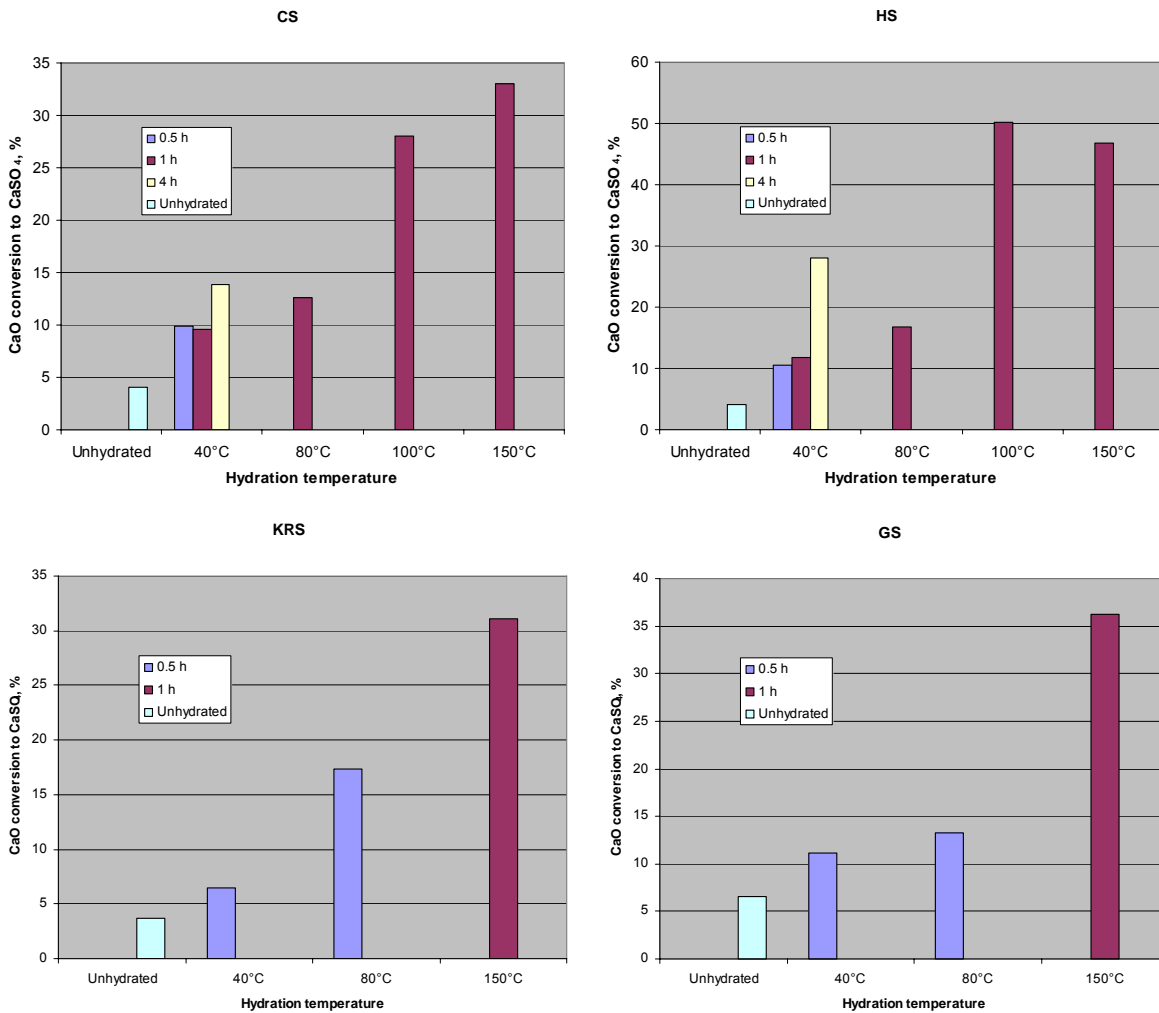 CS
CaO conversion to CaSO 4, %
35
30
25
20
15
10
5
0
0.5 h
1 h
4 h
Unhydrated
Unhydrated 40°C 80°C 100°C 150°C
Hydration temperature
HS
CaO conversion to CaSO 4, %
60
50
40
30
20
10
0
0.5 h
1 h
4 h
Unhydrated
Unhydrated 40°C 80°C 100°C 150°C
Hydration temperature
KRS
CaO conversion to CaSO4, %
35
30
25
20
15
10
5
0
0.5 h
1 h
Unhydrated
Unhydrated 40°C 80°C 150°C
Hydration temperature
GS
CaO conversion to CaSO4, %
40
35
30
25
20
15
10
5
0
0.5 h
1 h
Unhydrated
Unhydrated 40°C 80°C 150°C
Hydration temperature